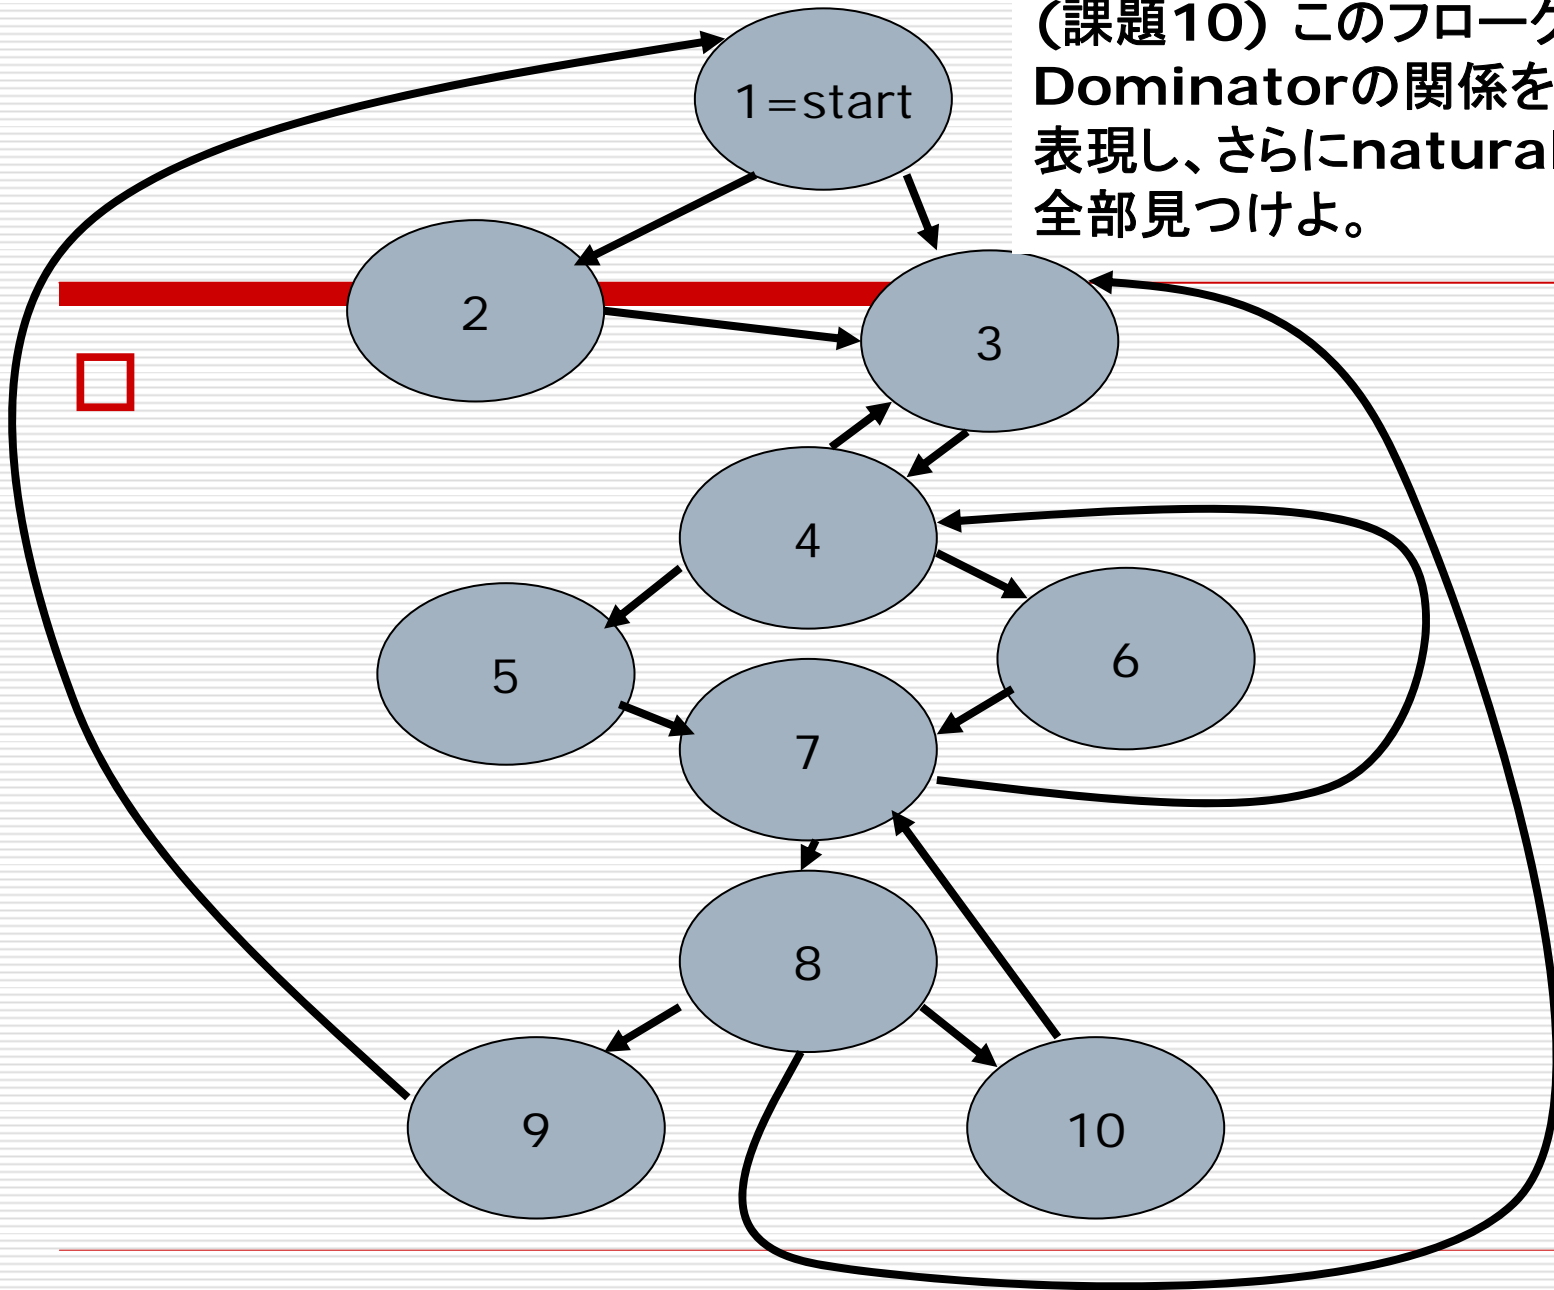 (課題10) このフローグ
Dominatorの関係を
表現し、さらにnatural
全部見つけよ。
1=start
2
3
4
5
6
7
8
9
10